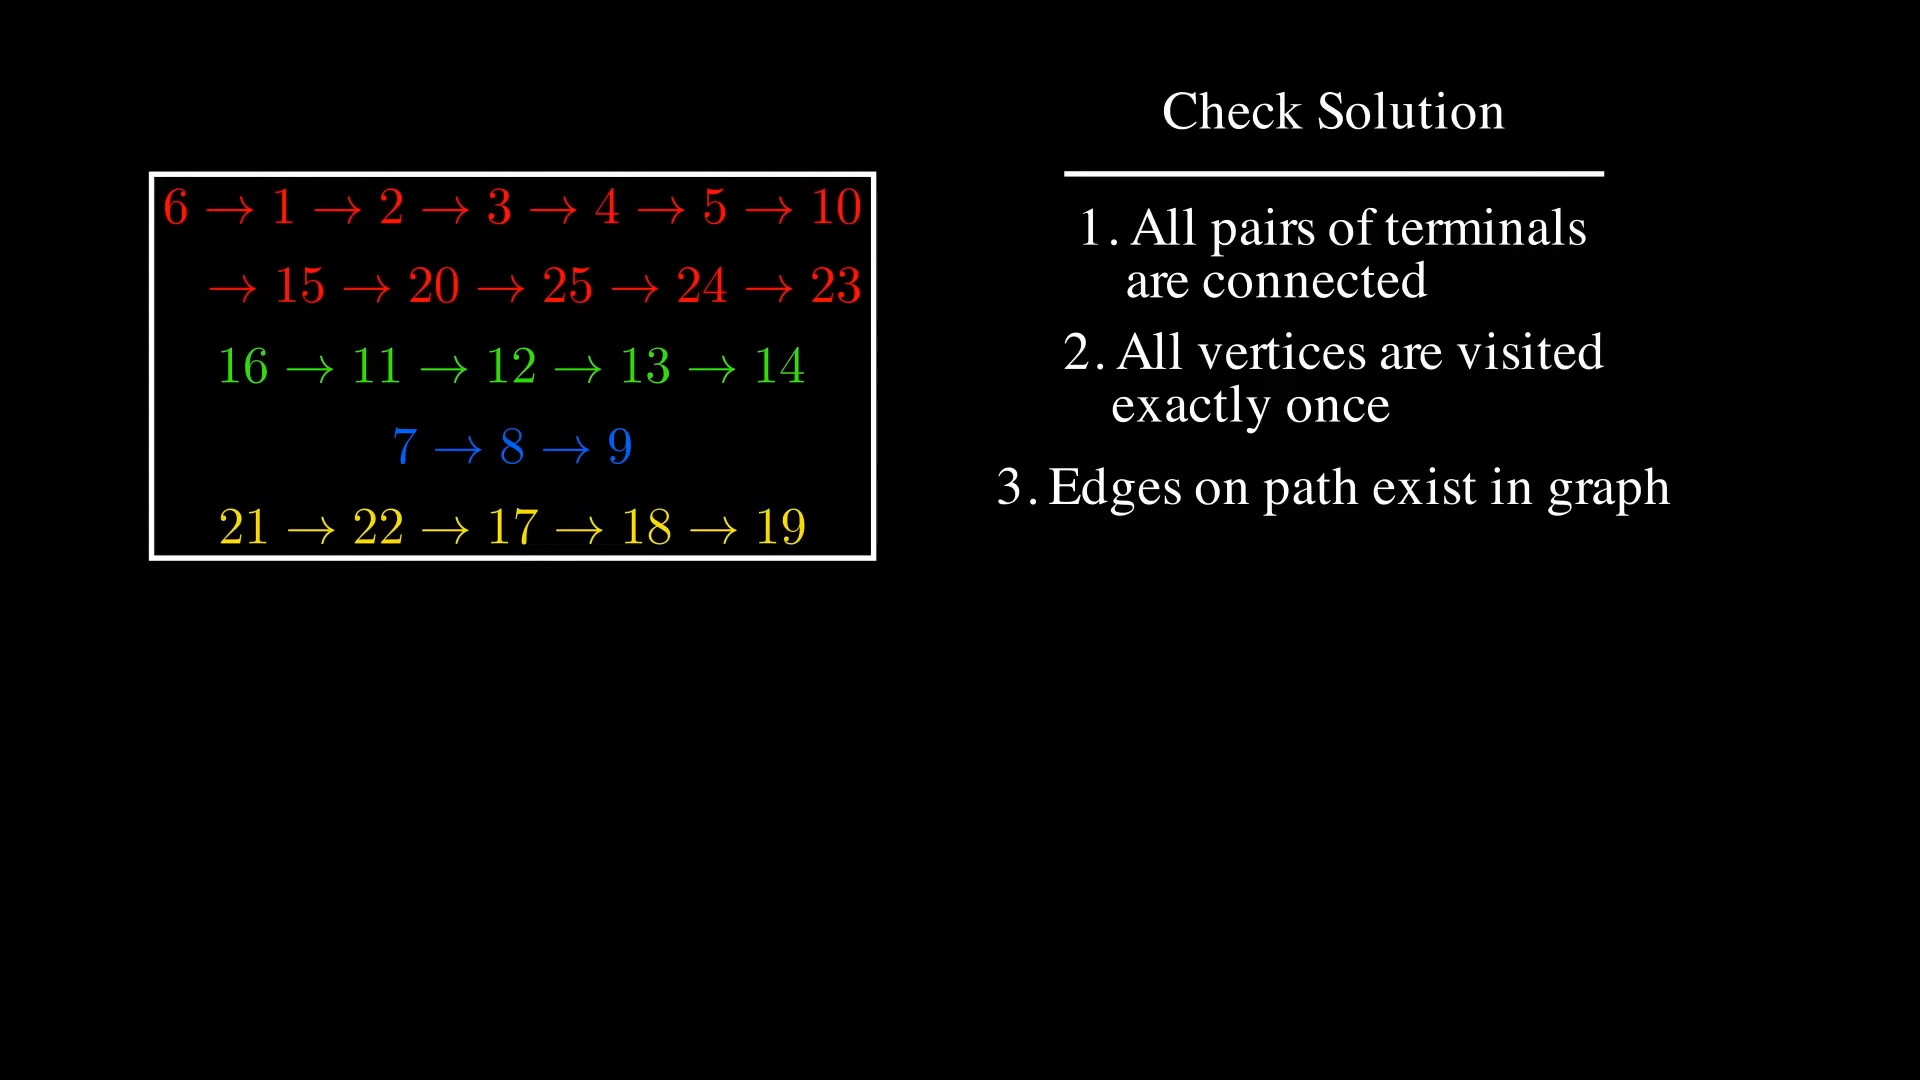 6 → 1 → 2 → 3 → 4 → 5 → 10
→ 15 → 20 → 25 → 24 → 23
16 → 11 → 12 → 13 → 14
7 → 8 → 9
21 → 22 → 17 → 18 → 19
Check Solution
1. All pairs of terminals
are connected
2. All vertices are visited
exactly once
3. Edges on path exist in graph